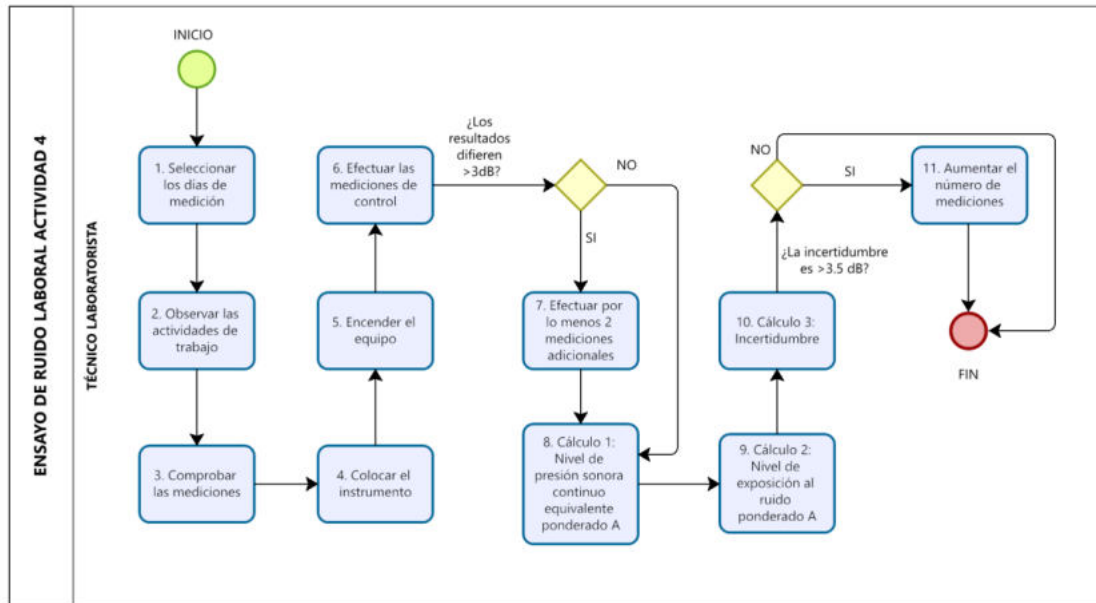 ENSAYO DE RUIDO LABORAL ACTIVIDAD 4
TÉCNICO LABORATORISTA
INICIO
1. Seleccionar
los días de
medición
2. Observar las
actividades de
trabajo
3. Comprobar
las mediciones
4. Colocar el
instrumento
5. Encender el
equipo
6. Efectuar las
mediciones de
control
¿Los
resultados
difieren
>3dB?
NO
SI
7. Efectuar por
lo menos 2
mediciones
adicionales
8. Cálculo 1:
Nivel de
presión sonora
continuo
equivalente
ponderado A
9. Cálculo 2:
Nivel de
exposición al
ruido
ponderado A
10. Cálculo 3:
Incertidumbre
¿La incertidumbre
es >3.5 dB?
NO
SI
11. Aumentar el
número de
mediciones
FIN